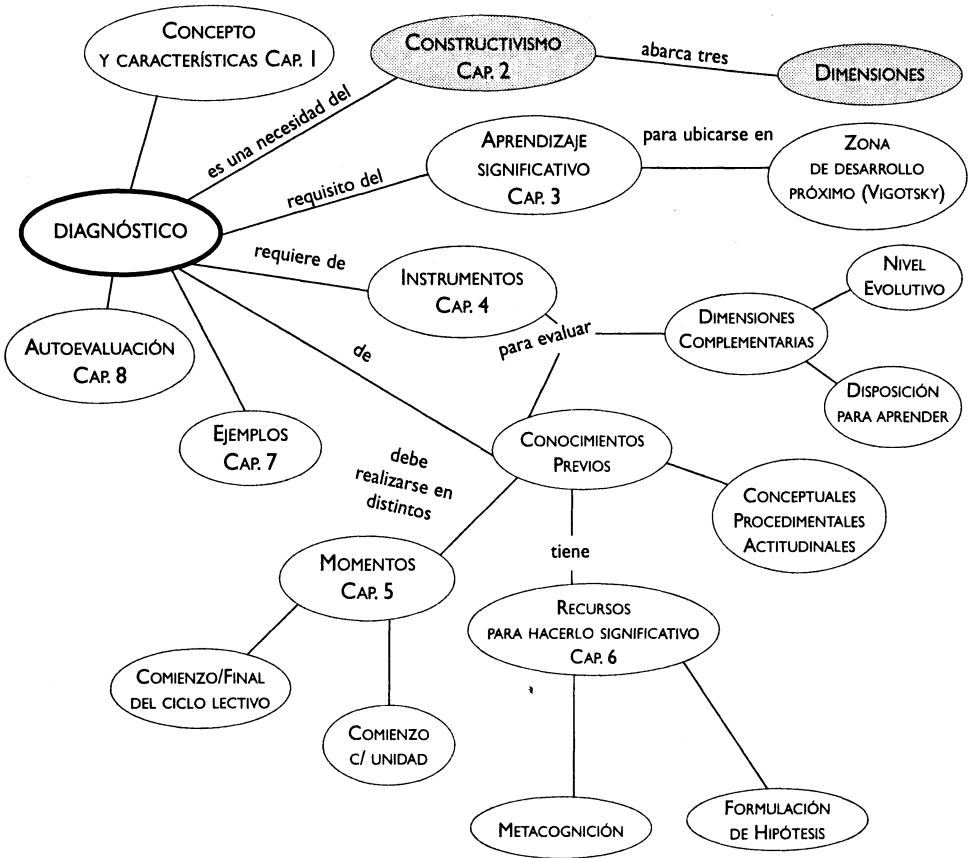 CONCEPTO
Y CARACTERÍSTICAS CAP. 1
CONSTRUCTIVISMO
CAP. 2
abarca tres
DIMENSIONES
es una necesidad del
APRENDIZAJE
SIGNIFICATIVO
CAP. 3
para ubicarse en
ZONA
DE DESARROLLO
PRÓXIMO (VIGOTSKY)
requisito del
DIAGNÓSTICO
requiere de
INSTRUMENTOS
CAP. 4
para evaluar
DIMENSIONES
COMPLEMENTARIAS
NIVEL
EVOLUTIVO
DISPOSICIÓN
PARA APRENDER
AUTOEVALUACIÓN
CAP. 8
de
EJEMPLOS
CAP. 7
CONOCIMIENTOS
PREVIOS
debe
realizarse en
distintos
CONCEPTUALES
PROCEDIMENTALES
ACTITUDINALES
MOMENTOS
CAP. 5
tiene
RECURSOS
PARA HACERLO SIGNIFICATIVO
CAP. 6
COMIENZO/FINAL
DEL CICLO LECTIVO
COMIENZO
C/ UNIDAD
METACOGNICIÓN
FORMULACIÓN
DE HIPÓTESIS